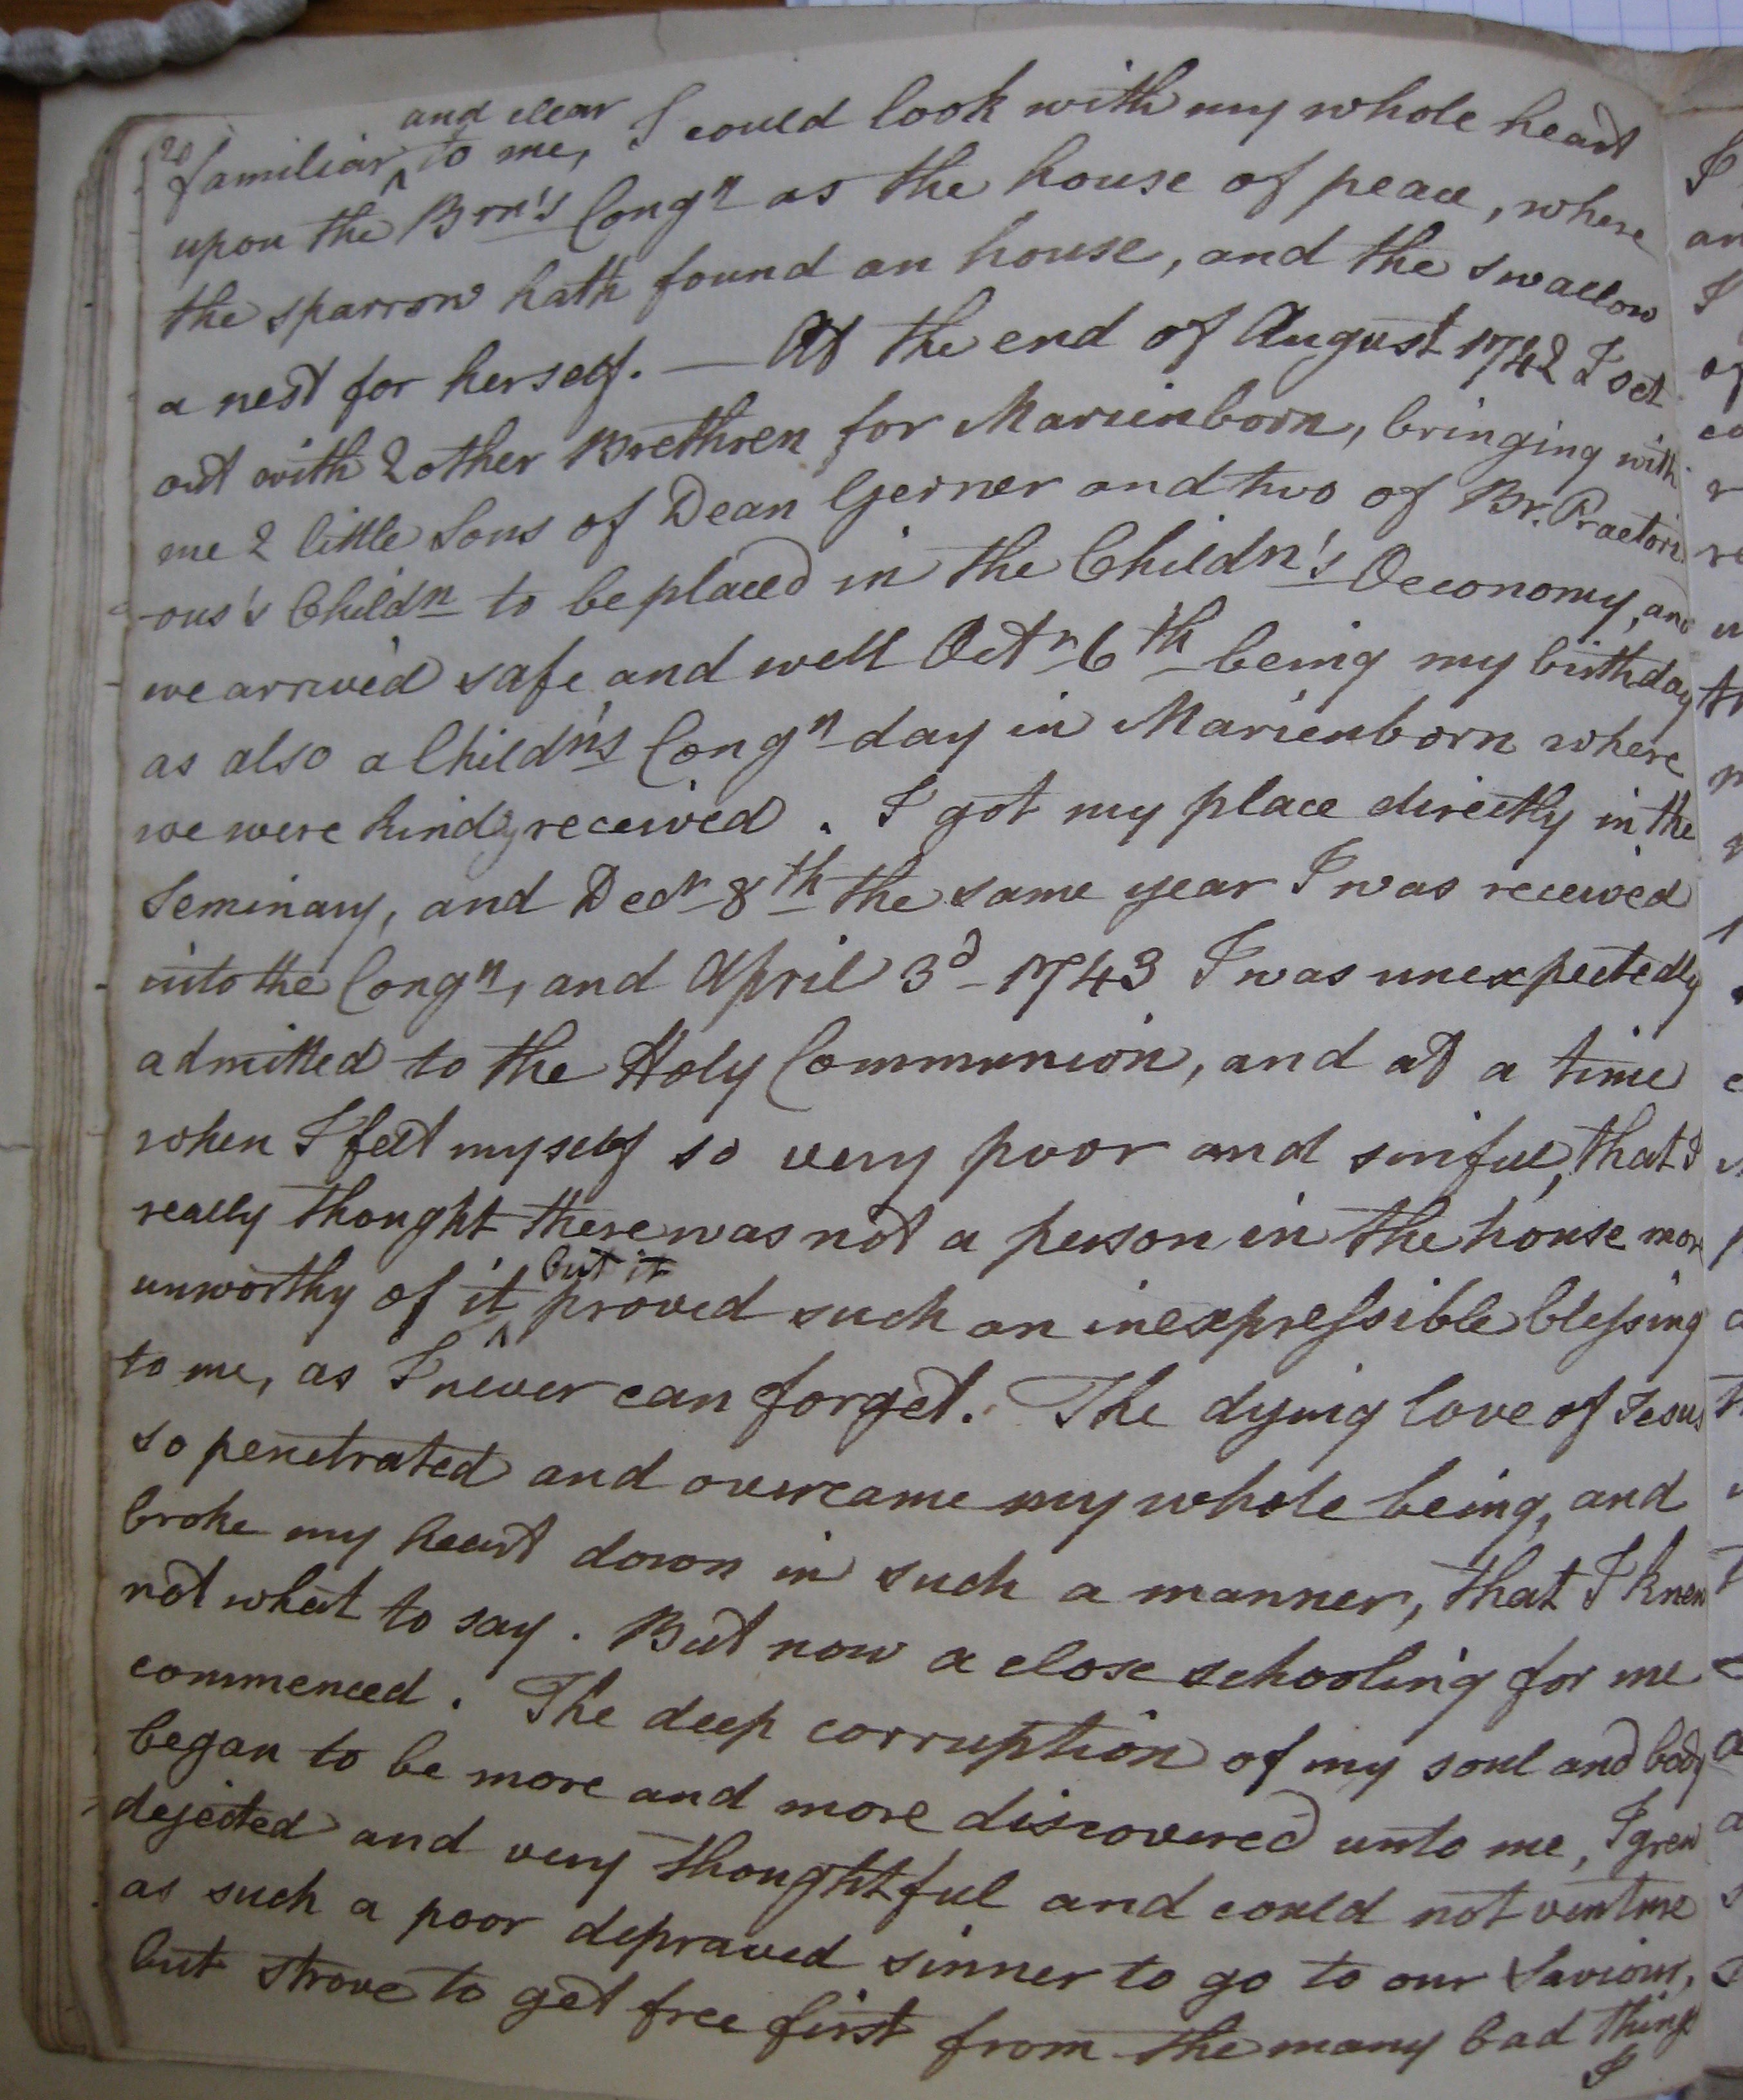 20
familiar ^and clear to me, I could look with my whole heart
upon the Brn's Congn as the house of peace, where
the sparrow hath found an house, and the swallow
a nest for herself. — At the end of August 1742 I set
out with 2 other Brethren for Marienborn, bringing with
me 2 little Sons of Dean Gerner and two of Br. Praetori
-ous's Childn to be placed in the Childn's Oeconomy, and
we arrived safe and well Octr 6th being my birthday
as also a Childn's Congn day in Marienborn where
we were kindly received. I got my place directly in the
Seminary, and Decr 8th the same year I was received
into the Congn, and April 3d 1743 I was unexpectedly
admitted to the Holy Communion, and at a time
when I felt myself so very poor and sinful, that I
really thought there was not a person in the house more
unworthy of it ^but it proved such an inexpressible blessing
to me, as I never can forget. The dying love of Jesus
so penetrated and overcame my whole being, and
broke my heart down in such a manner, that I knew
not what to say. But now a close schooling for me
commenced. The deep corruption of my soul and body
began to be more and more discovered unto me, I grew
dejected and very thoughtful and could not venture
as such a poor depraved sinner to go to our Saviour,
but strove to get free first from the many bad things
I